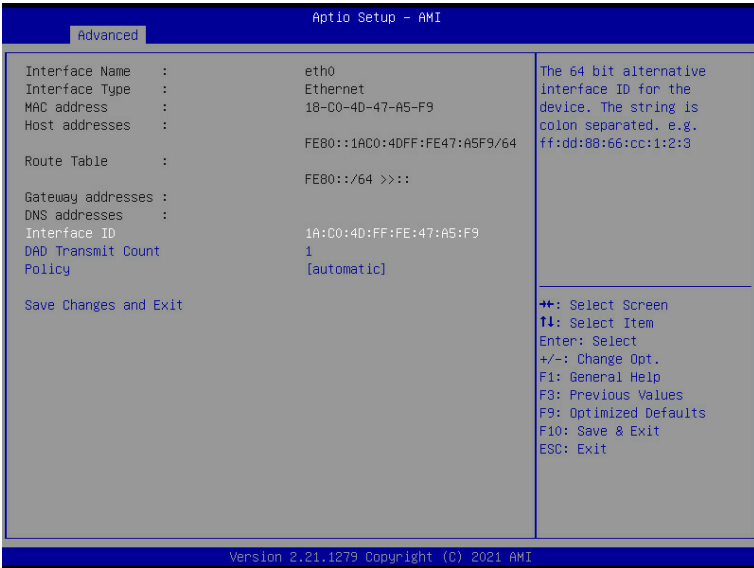 Aptio Setup – AMI
Advanced
Interface Name : eth0
Interface Type : Ethernet
MAC address : 18-C0-4D-47-A5-F9
Host addresses :
FE80::1AC0:4DFF:FE47:A5F9/64
Route Table :
FE80::/64 >>::
Gateway addresses :
DNS addresses :
Interface ID 1A:C0:4D:FF:FE:47:A5:F9
DAD Transmit Count 1
Policy [automatic]
Save Changes and Exit
The 64 bit alternative
interface ID for the
device. The string is
colon separated. e.g.
ff:dd:88:66:cc:1:2:3
→←: Select Screen
↑↓: Select Item
Enter: Select
+/-: Change Opt.
F1: General Help
F3: Previous Values
F9: Optimized Defaults
F10: Save & Exit
ESC: Exit
Version 2.21.1279 Copyright (C) 2021 AMI